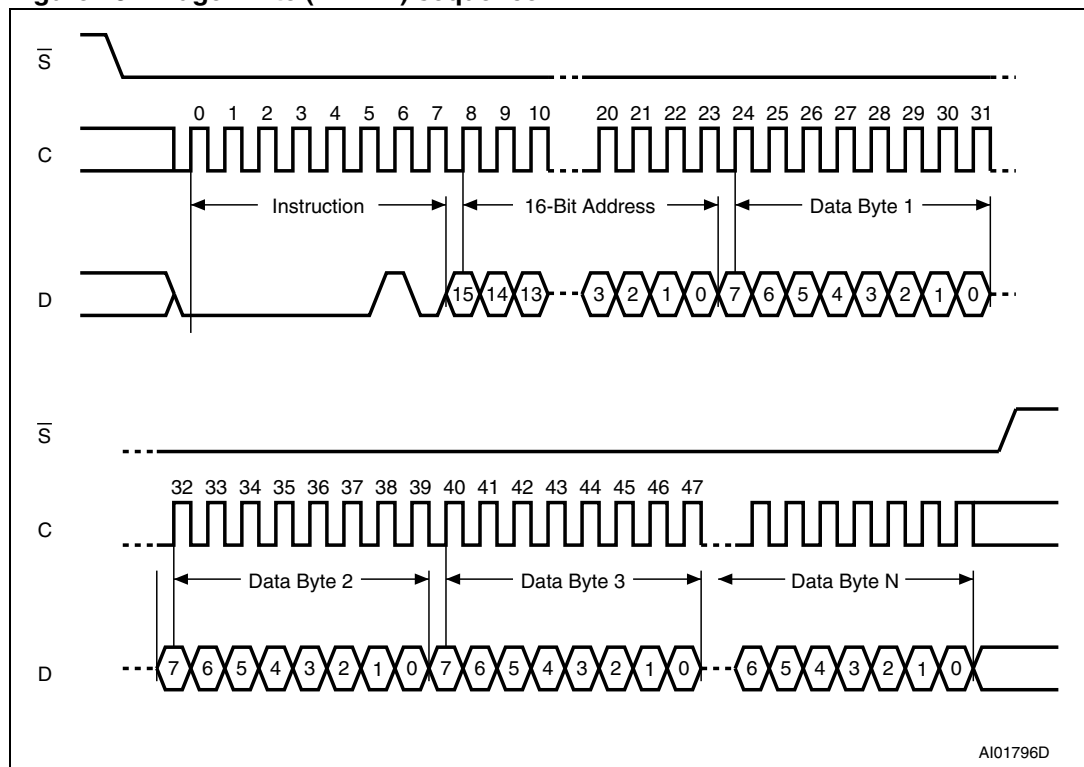 S
0 1 2 3 4 5 6 7 8 9 10 20 21 22 23 24 25 26 27 28 29 30 31
C
Instruction 16-Bit Address Data Byte 1
D 15 14 13 3 2 1 0 7 6 5 4 3 2 1 0
S
32 33 34 35 36 37 38 39 40 41 42 43 44 45 46 47
C
Data Byte 2 Data Byte 3 Data Byte N
D 7 6 5 4 3 2 1 0 7 6 5 4 3 2 1 0 6 5 4 3 2 1 0
AI01796D